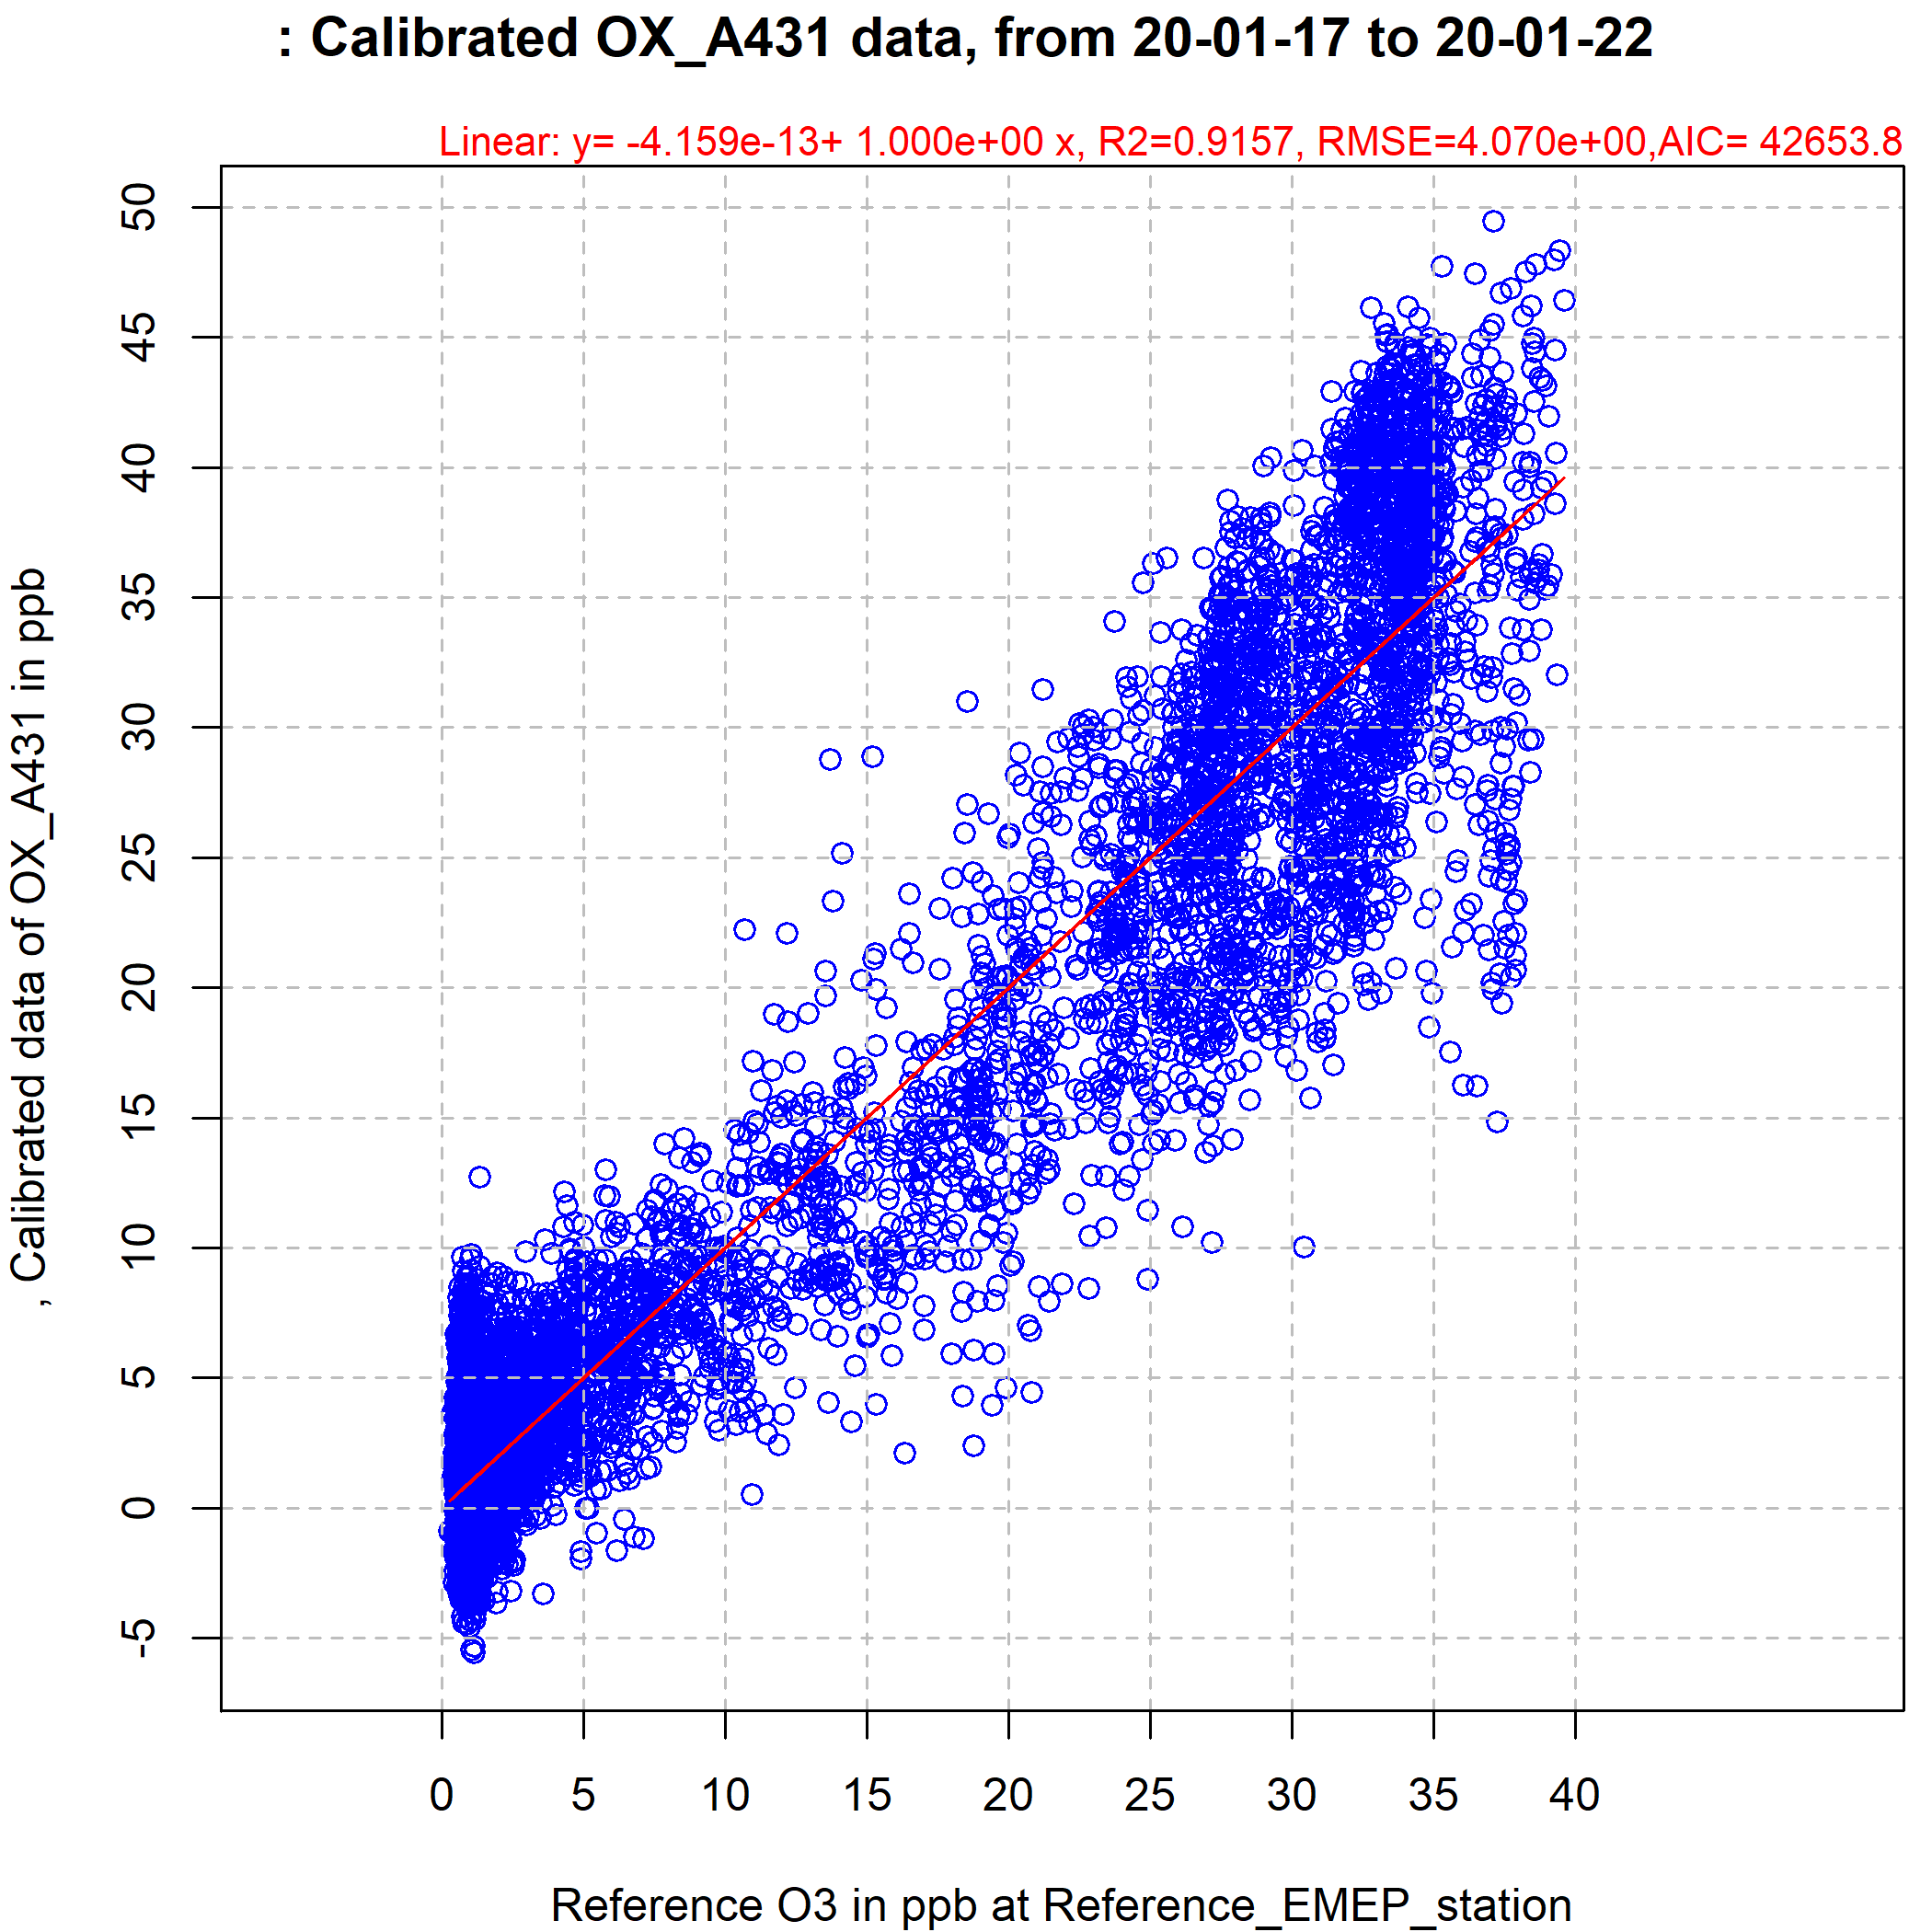 : Calibrated OX_A431 data, from 20-01-17 to 20-01-22
Linear: y= -4.159e-13+ 1.000e+00 x, R2=0.9157, RMSE=4.070e+00,AIC= 42653.8
, Calibrated data of OX_A431 in ppb
50
45
40
35
30
25
20
15
10
5
0
-5
0 5 10 15 20 25 30 35 40
Reference O3 in ppb at Reference_EMEP_station